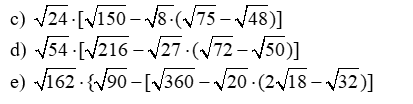 c) √24·[√150−√8·(√75−√48)]
d) √54·[√216−√27·(√72−√50)]
e) √162·{√90−[√360−√20·(2√18−√32)]